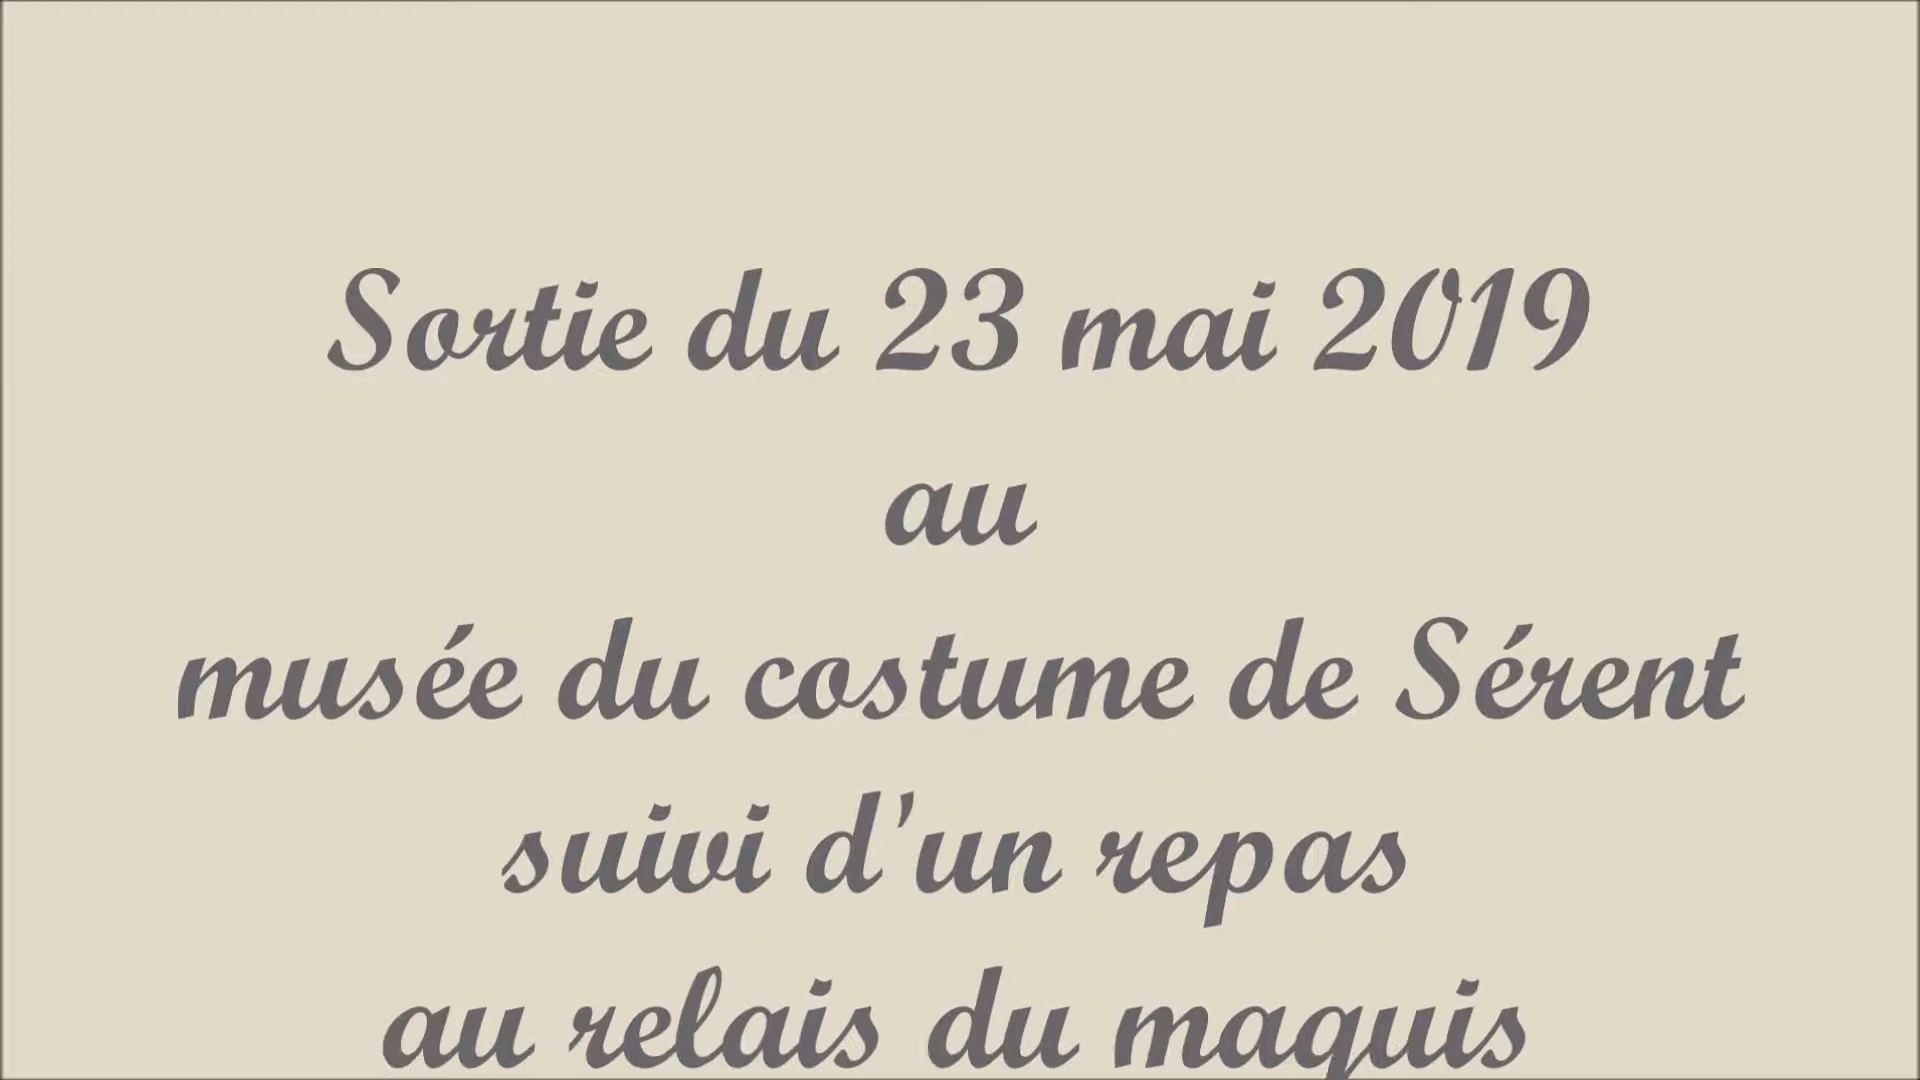 Sortie du 23 mai 2019
au
musée du costume de Sérent
suivi d'un repas
au relais du maquis